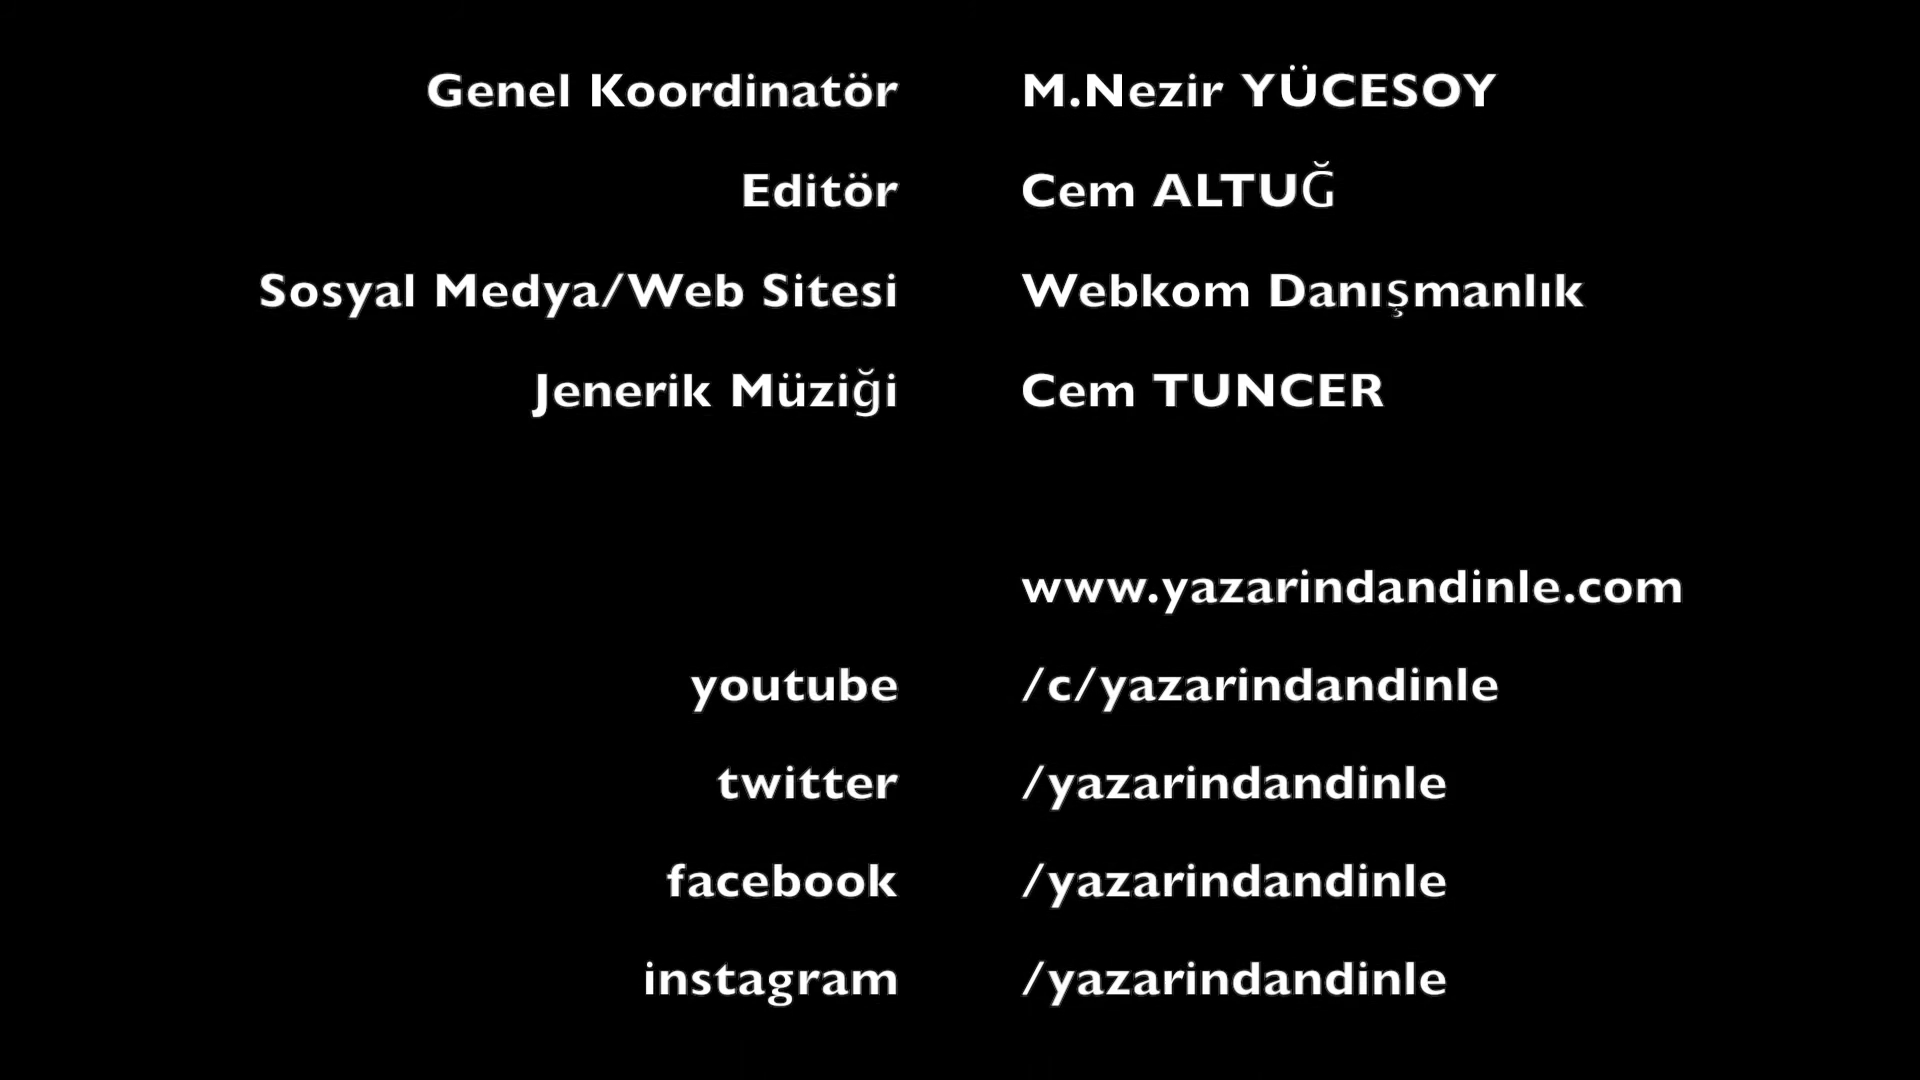 Genel Koordinatör M.Nezir YÜCESOY
Editör Cem ALTUĞ
Sosyal Medya/Web Sitesi Webkom Danışmanlık
Jenerik Müziği Cem TUNCER
www.yazarindandinle.com
youtube /c/yazarindandinle
twitter /yazarindandinle
facebook /yazarindandinle
instagram /yazarindandinle